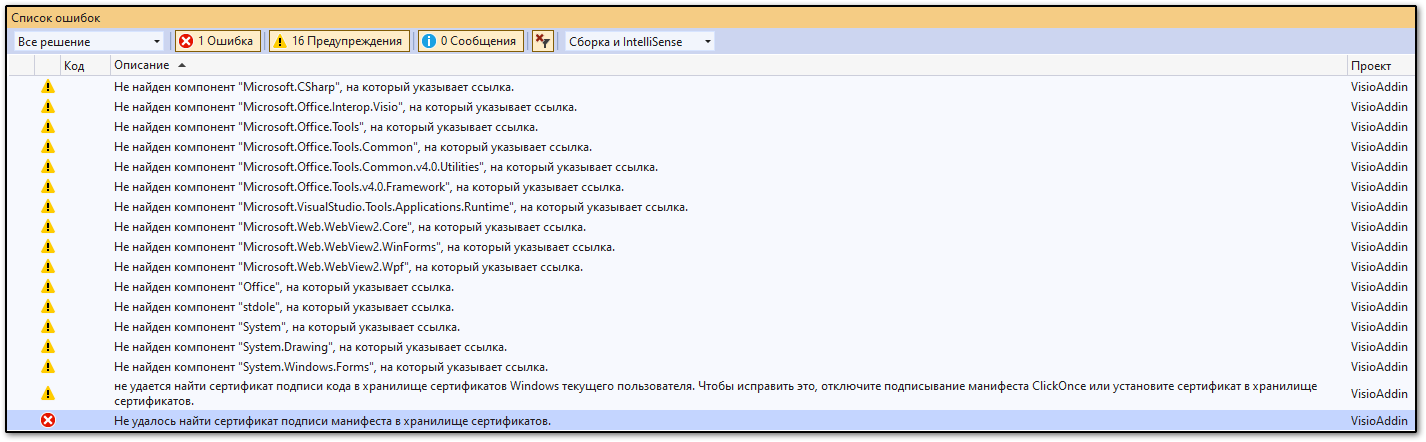 Список ошибок
Все решение 1 Ошибка 16 Предупреждения 0 Сообщения Сборка и IntelliSense
Код Описание Проект
Не найден компонент "Microsoft.CSharp", на который указывает ссылка. VisioAddin
Не найден компонент "Microsoft.Office.Interop.Visio", на который указывает ссылка. VisioAddin
Не найден компонент "Microsoft.Office.Tools", на который указывает ссылка. VisioAddin
Не найден компонент "Microsoft.Office.Tools.Common", на который указывает ссылка. VisioAddin
Не найден компонент "Microsoft.Office.Tools.Common.v4.0.Utilities", на который указывает ссылка. VisioAddin
Не найден компонент "Microsoft.Office.Tools.v4.0.Framework", на который указывает ссылка. VisioAddin
Не найден компонент "Microsoft.VisualStudio.Tools.Applications.Runtime", на который указывает ссылка. VisioAddin
Не найден компонент "Microsoft.Web.WebView2.Core", на который указывает ссылка. VisioAddin
Не найден компонент "Microsoft.Web.WebView2.WinForms", на который указывает ссылка. VisioAddin
Не найден компонент "Microsoft.Web.WebView2.Wpf", на который указывает ссылка. VisioAddin
Не найден компонент "Office", на который указывает ссылка. VisioAddin
Не найден компонент "stdole", на который указывает ссылка. VisioAddin
Не найден компонент "System", на который указывает ссылка. VisioAddin
Не найден компонент "System.Drawing", на который указывает ссылка. VisioAddin
Не найден компонент "System.Windows.Forms", на который указывает ссылка. VisioAddin
не удается найти сертификат подписи кода в хранилище сертификатов Windows текущего пользователя. Чтобы исправить это, отключите подписывание манифеста ClickOnce или установите сертификат в хранилище
сертификатов. VisioAddin
Не удалось найти сертификат подписи манифеста в хранилище сертификатов. VisioAddin